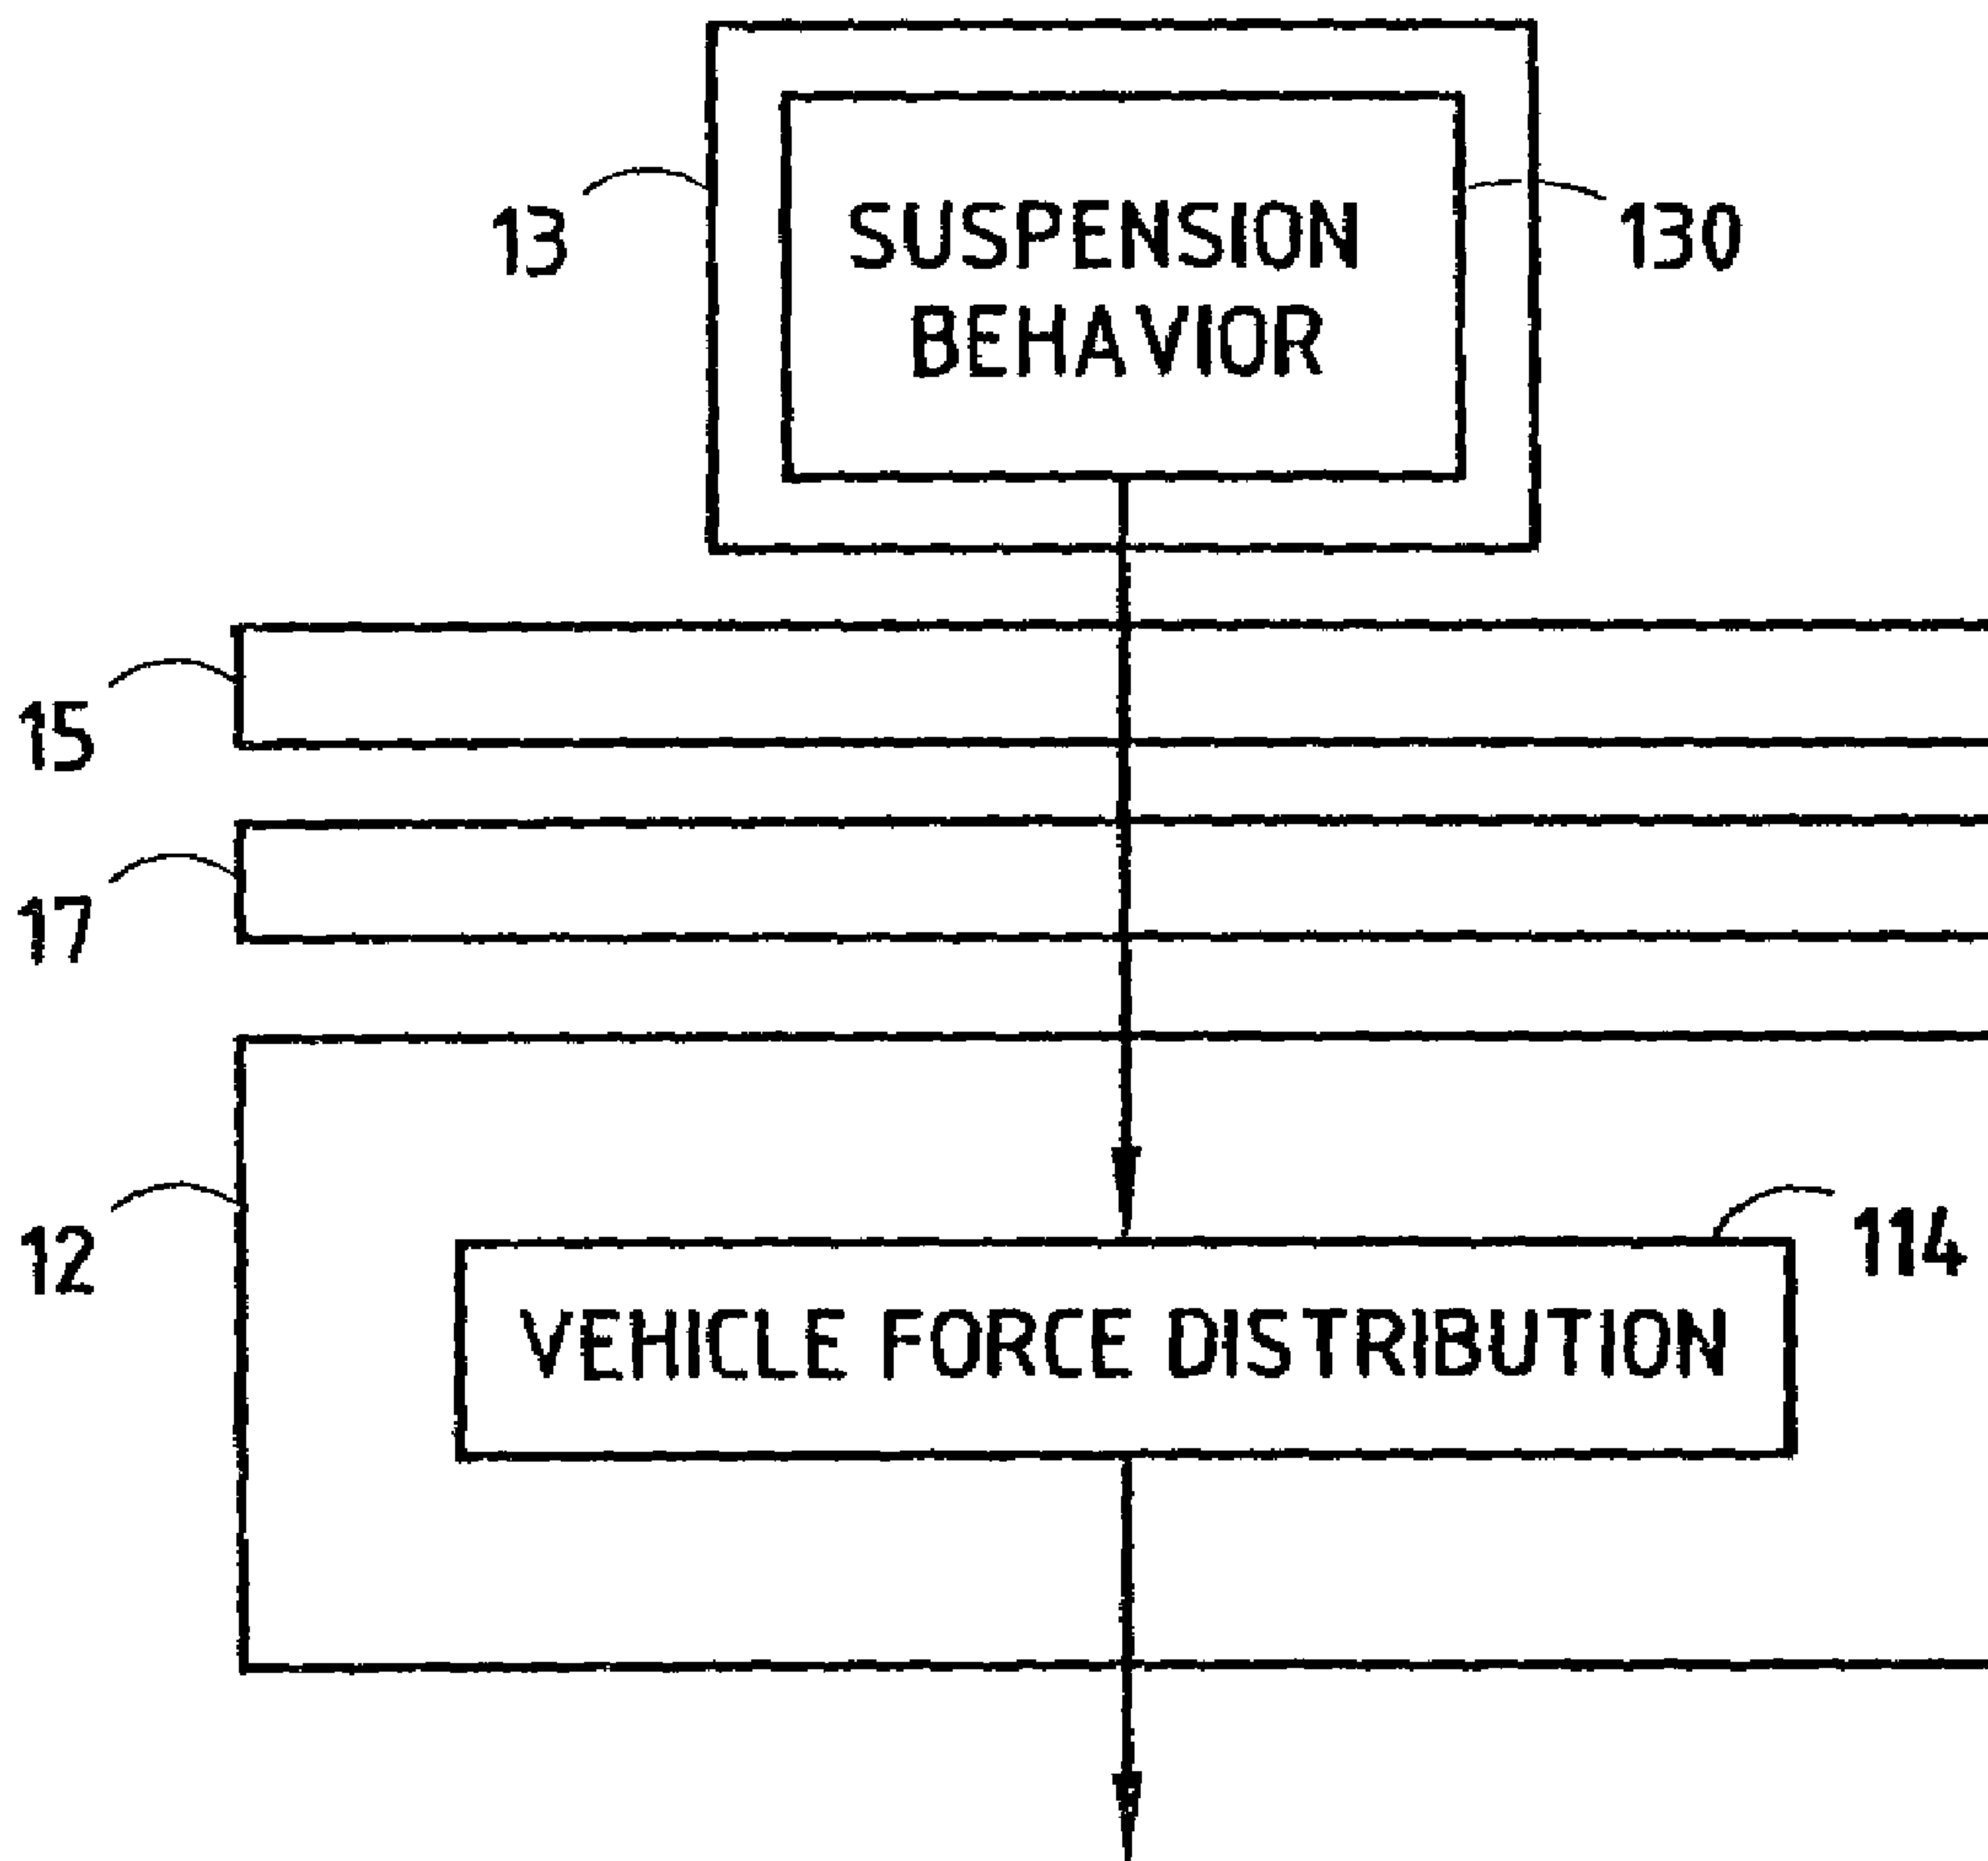 13
SUSPENSION
BEHAVIOR
130
15
17
12
114
VEHICLE FORCE DISTRIBUTION